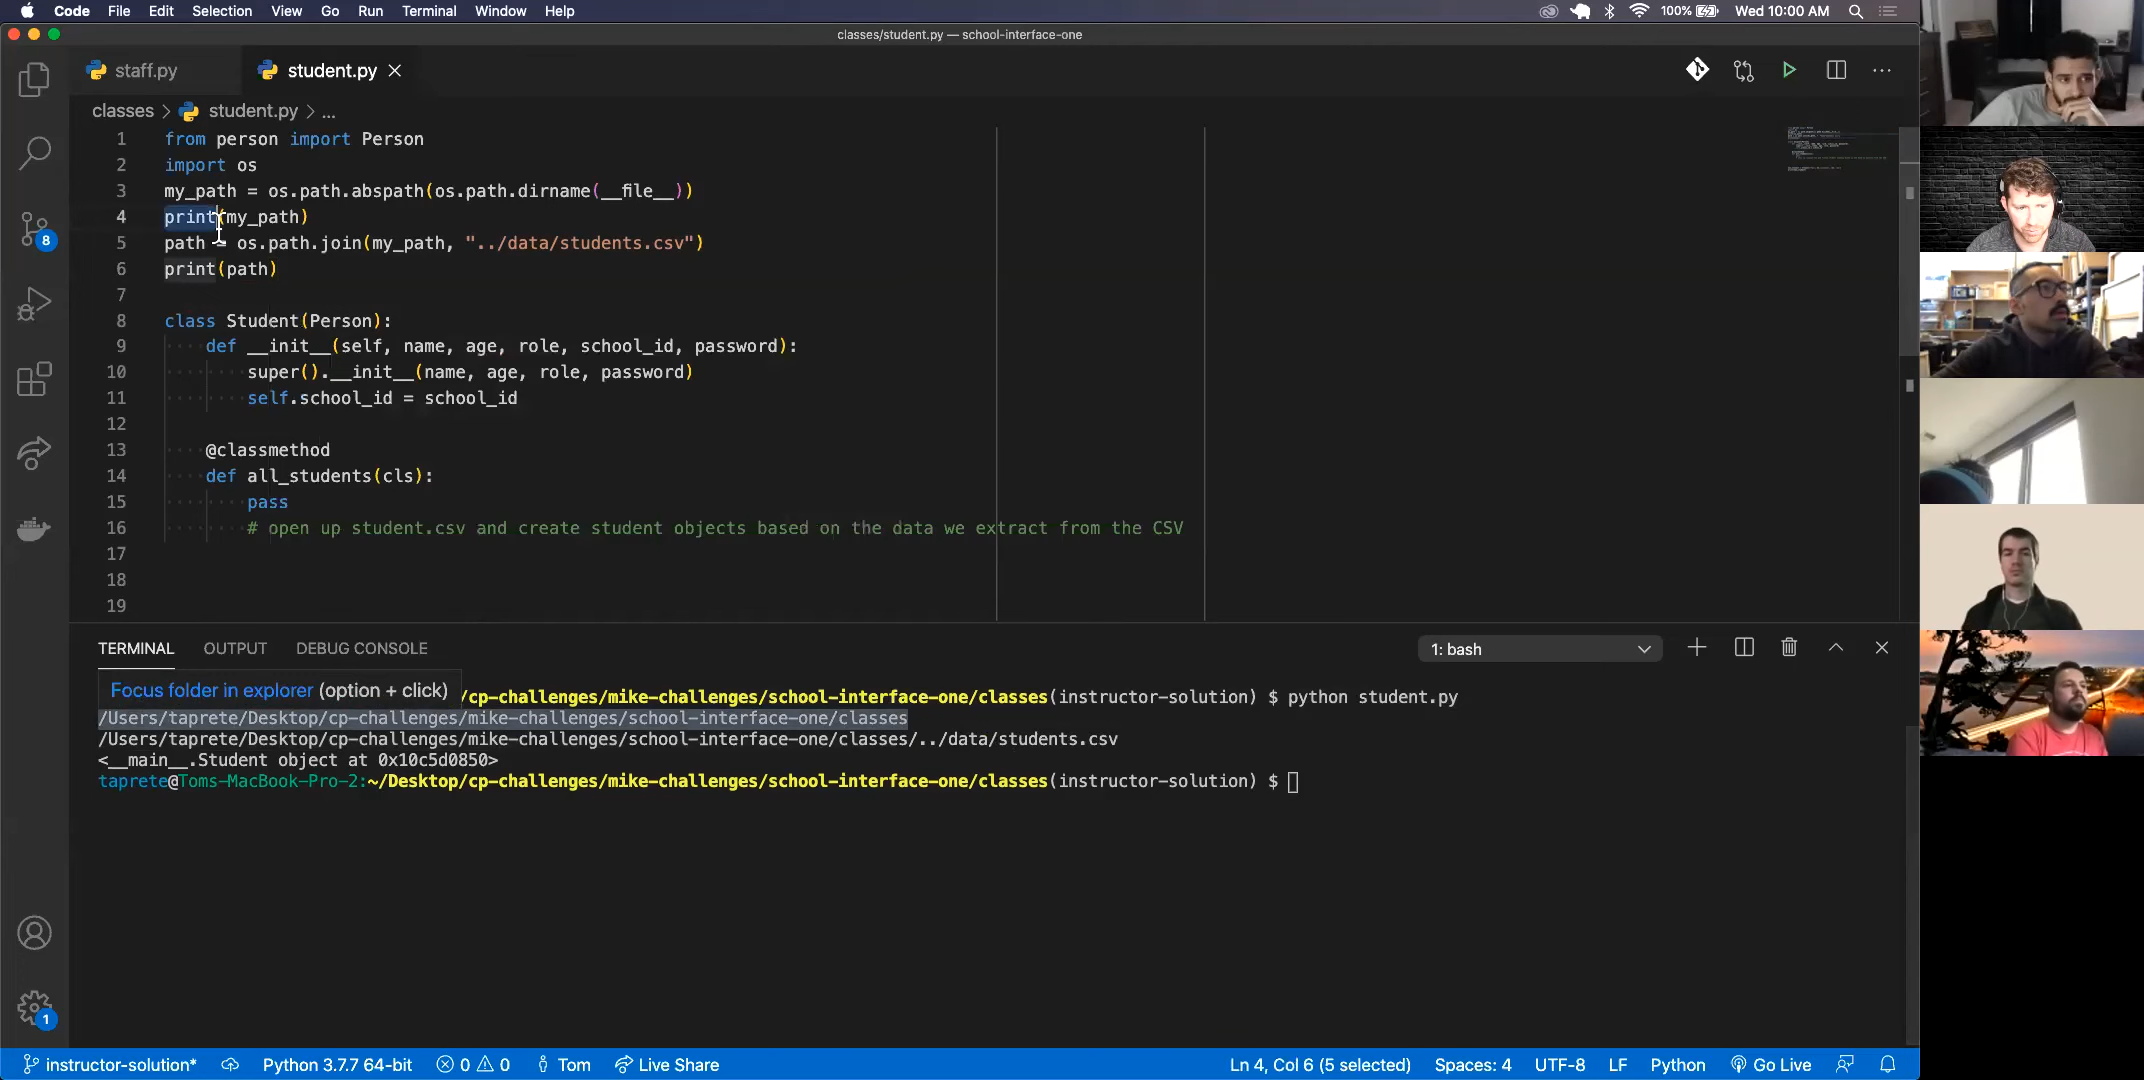 Code File Edit Selection View Go Run Terminal Window Help 100% Wed 10:00 AM
classes/student.py — school-interface-one
staff.py student.py
classes > student.py > ...
1 from person import Person
2 import os
3 my_path = os.path.abspath(os.path.dirname(__file__))
4 print(my_path)
5 path = os.path.join(my_path, "../data/students.csv")
6 print(path)
7
8 class Student(Person):
9 def __init__(self, name, age, role, school_id, password):
10 super().__init__(name, age, role, password)
11 self.school_id = school_id
12
13 @classmethod
14 def all_students(cls):
15 pass
16 # open up student.csv and create student objects based on the data we extract from the CSV
17
18
19
8
TERMINAL OUTPUT DEBUG CONSOLE 1: bash
Focus folder in explorer (option + click)
/cp-challenges/mike-challenges/school-interface-one/classes(instructor-solution) $ python student.py
/Users/taprete/Desktop/cp-challenges/mike-challenges/school-interface-one/classes
/Users/taprete/Desktop/cp-challenges/mike-challenges/school-interface-one/classes/../data/students.csv
<__main__.Student object at 0x10c5d0850>
taprete@Toms-MacBook-Pro-2:~/Desktop/cp-challenges/mike-challenges/school-interface-one/classes(instructor-solution) $
1
instructor-solution* Python 3.7.7 64-bit 0 0 Tom Live Share Ln 4, Col 6 (5 selected) Spaces: 4 UTF-8 LF Python Go Live